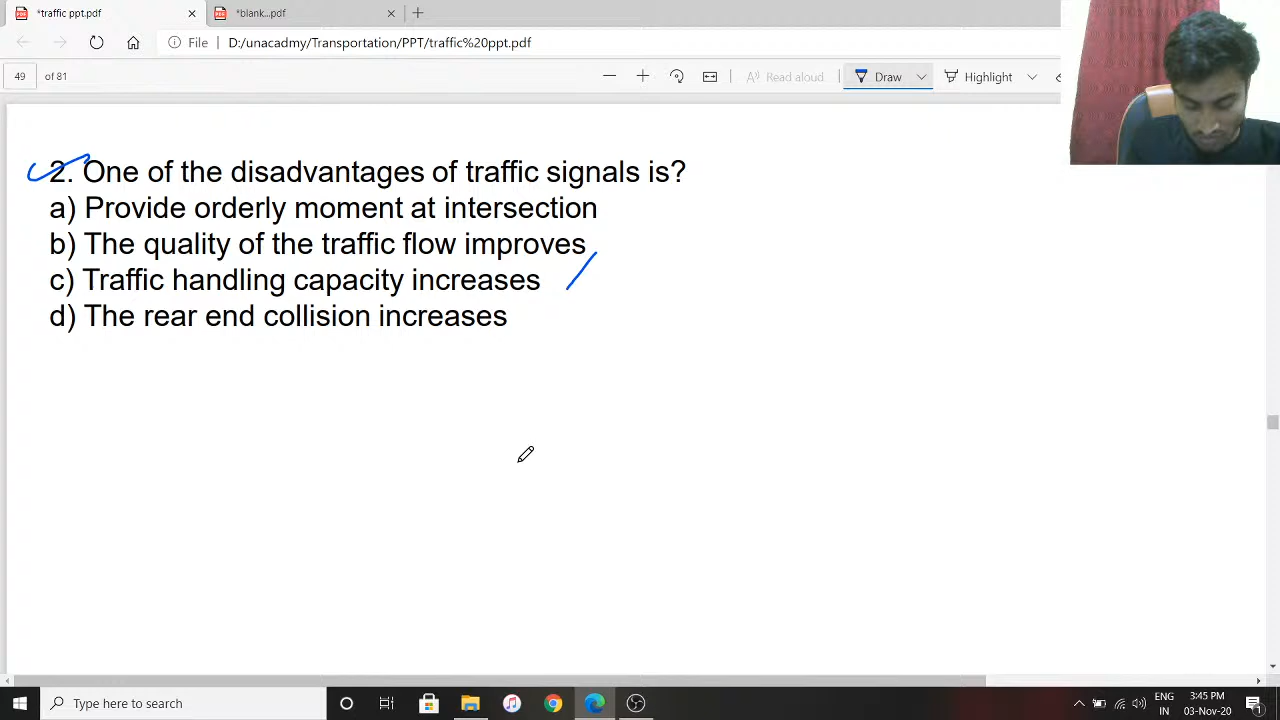 *traffic ppt.pdf
*blank...pdf
File
D:/unacadmy/Transportation/PPT/traffic%20ppt.pdf
49 of 81
Read aloud
Draw
Highlight
2. One of the disadvantages of traffic signals is?
a) Provide orderly moment at intersection
b) The quality of the traffic flow improves
c) Traffic handling capacity increases
d) The rear end collision increases
Type here to search
ENG
IN
3:45 PM
03-Nov-20
1